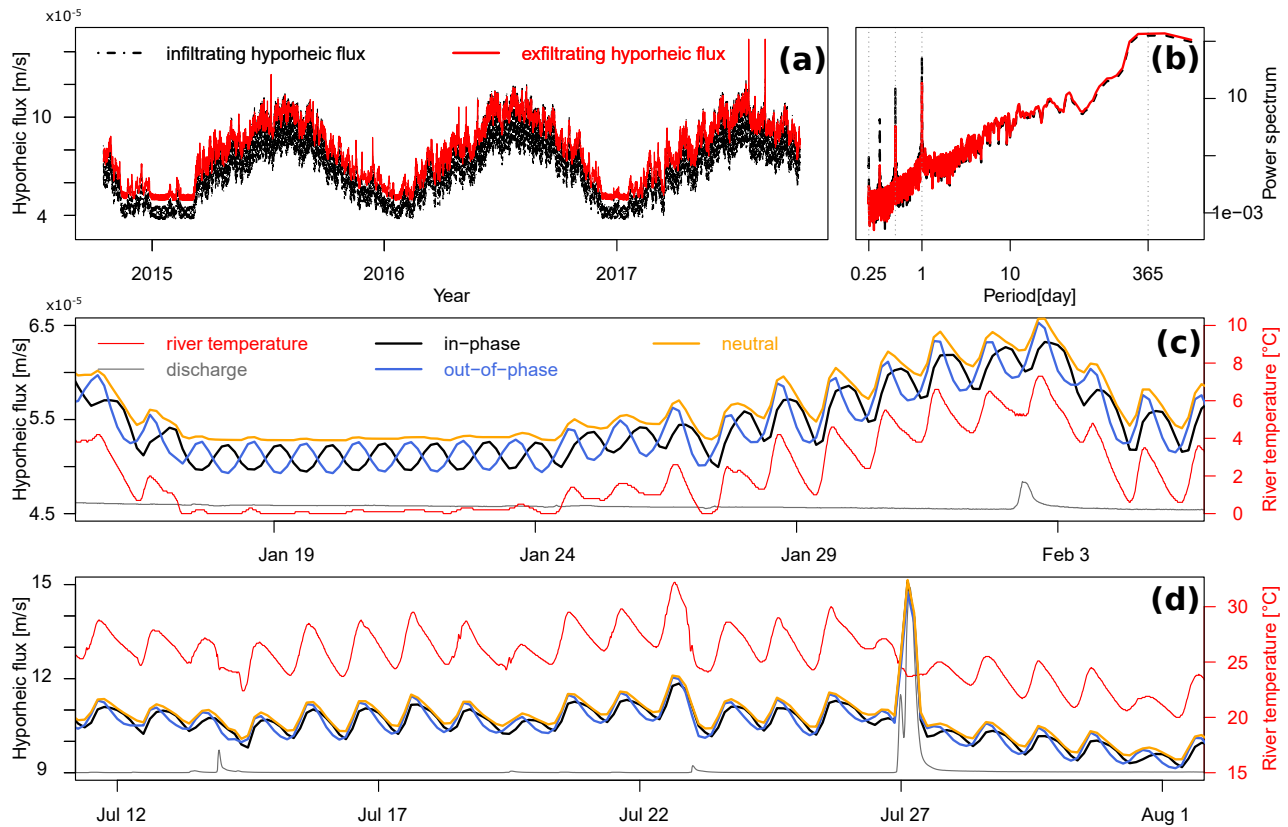 x10⁻⁵
Hyporheic flux [m/s]
10
4
infiltrating hyporheic flux
exfiltrating hyporheic flux
(a)
2015
2016
2017
Year
(b)
10
1e−03
Power spectrum
0.25
1
10
365
Period[day]
x10⁻⁵
Hyporheic flux [m/s]
6.5
5.5
4.5
river temperature
in−phase
neutral
discharge
out−of−phase
(c)
10
8
6
4
2
0
River temperature [°C]
Jan 19
Jan 24
Jan 29
Feb 3
Hyporheic flux [m/s]
15
12
9
(d)
30
25
20
15
River temperature [°C]
Jul 12
Jul 17
Jul 22
Jul 27
Aug 1